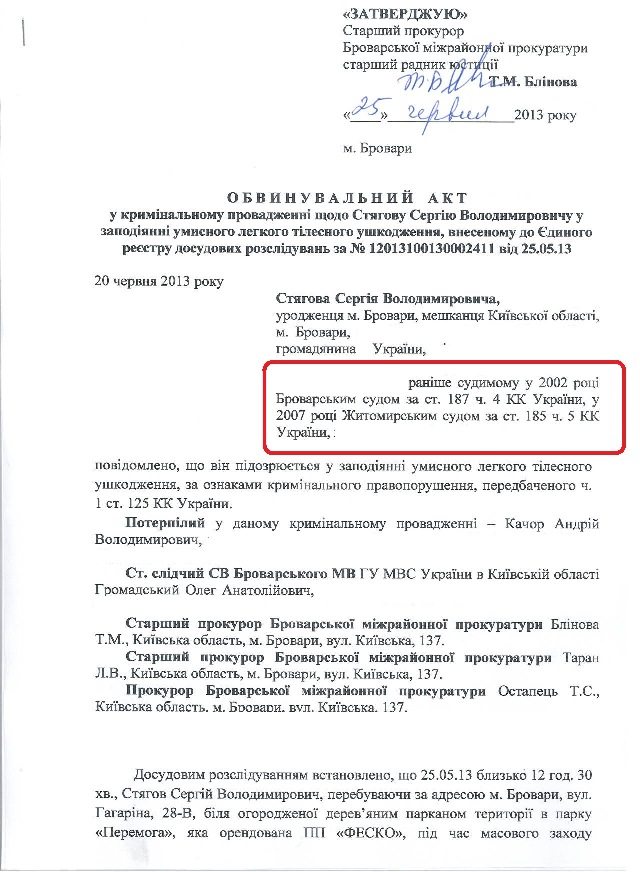 «ЗАТВЕРДЖУЮ»
Старший прокурор
Броварської міжрайонної прокуратури
старший радник юстиції
Т.М. Блінова
«25» червня 2013 року
м. Бровари
ОБВИНУВАЛЬНИЙ АКТ
у кримінальному провадженні щодо Стягову Сергію Володимировичу у
заподіянні умисного легкого тілесного ушкодження, внесеному до Єдиного
реєстру досудових розслідувань за № 12013100130002411 від 25.05.13
20 червня 2013 року
Стягова Сергія Володимировича,
уродженця м. Бровари, мешканця Київської області,
м. Бровари,
громадянина України,
раніше судимому у 2002 році
Броварським судом за ст. 187 ч. 4 КК України, у
2007 році Житомирським судом за ст. 185 ч. 5 КК
України, :
повідомлено, що він підозрюється у заподіянні умисного легкого тілесного
ушкодження, за ознаками кримінального правопорушення, передбаченого ч.
1 ст. 125 КК України.
Потерпілий у даному кримінальному провадженні – Качор Андрій
Володимирович,
Ст. слідчий СВ Броварського МВ ГУ МВС України в Київській області
Громадський Олег Анатолійович,
Старший прокурор Броварської міжрайонної прокуратури Блінова
Т.М., Київська область, м. Бровари, вул. Київська, 137.
Старший прокурор Броварської міжрайонної прокуратури Таран
Л.В., Київська область, м. Бровари, вул. Київська, 137.
Прокурор Броварської міжрайонної прокуратури Остапець Т.С.,
Київська область, м. Бровари, вул. Київська, 137.
Досудовим розслідуванням встановлено, що 25.05.13 близько 12 год. 30
хв., Стягов Сергій Володимирович, перебуваючи за адресою м. Бровари, вул.
Гагаріна, 28-В, біля огородженої дерев’яним парканом території в парку
«Перемога», яка орендована ПП «ФЕСКО», під час масового заходу